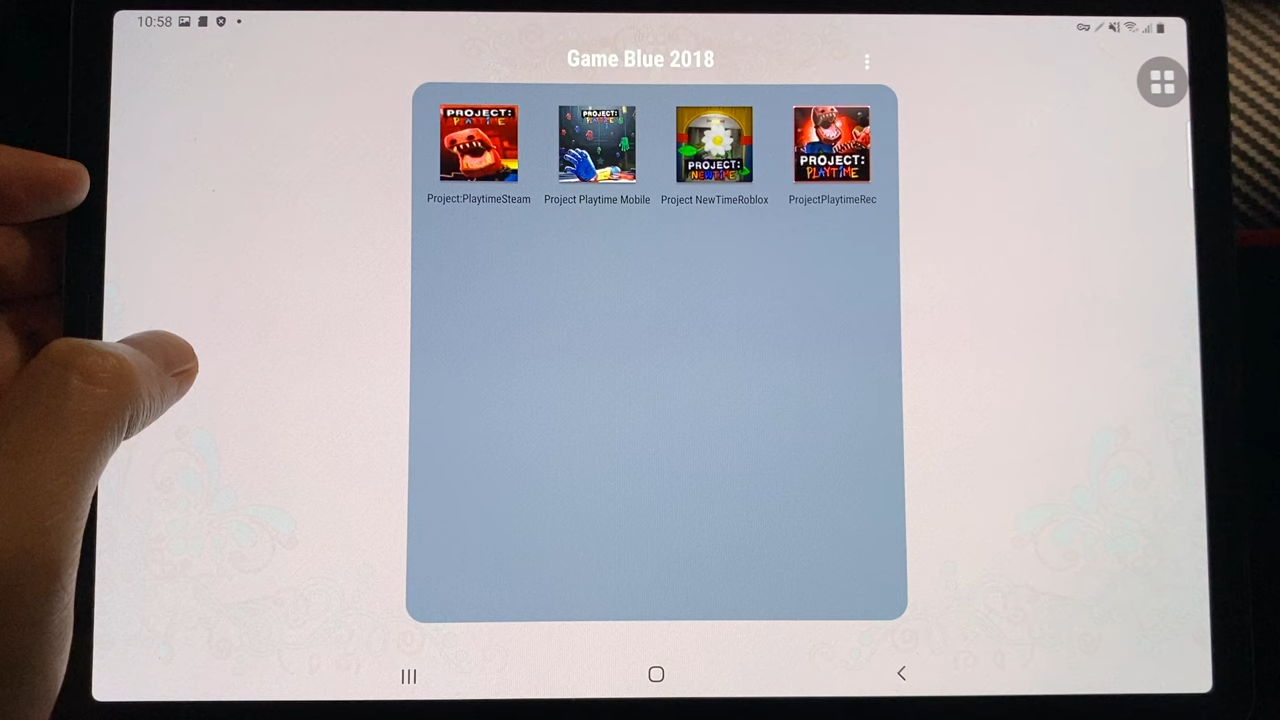 10:58
Game Blue 2018
PROJECT:
PLAYTIME
PROJECT:
PLAYTIME
PROJECT:
NEWTIME
PROJECT:
PLAYTIME
Project:PlaytimeSteam
Project Playtime Mobile
Project NewTimeRoblox
ProjectPlaytimeRec